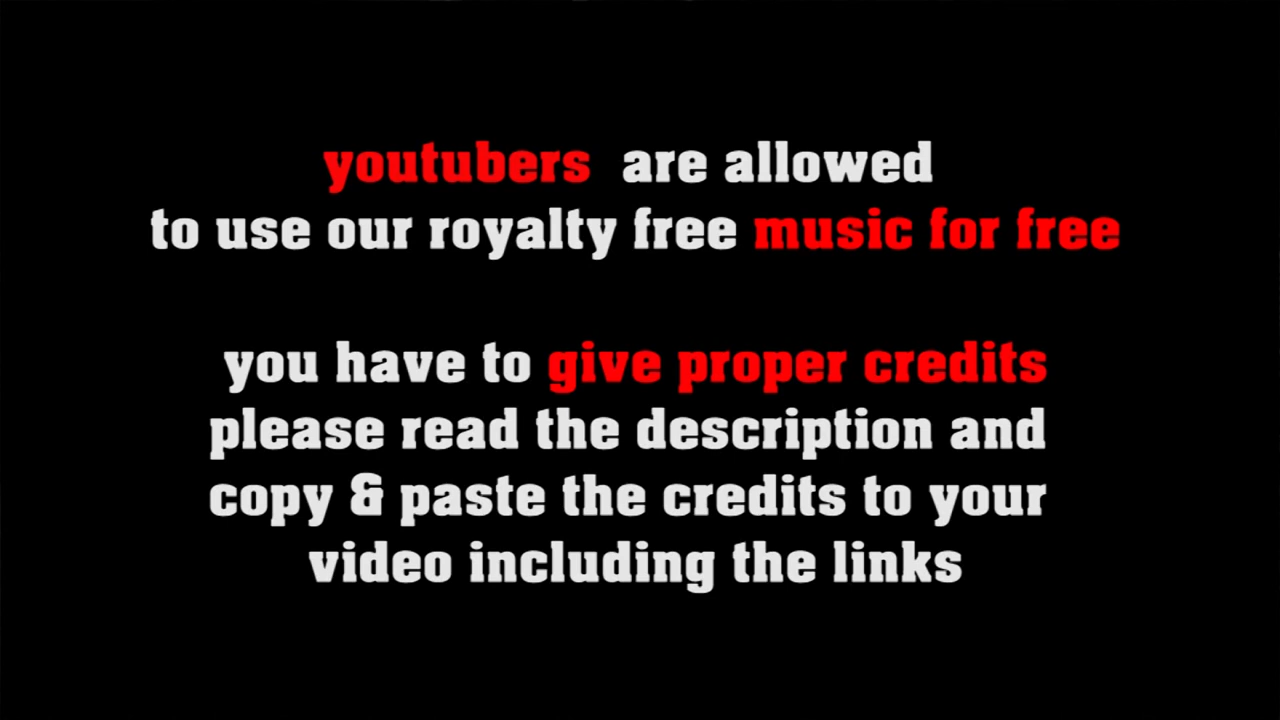 youtubers are allowed
to use our royalty free music for free
you have to give proper credits
please read the description and
copy & paste the credits to your
video including the links